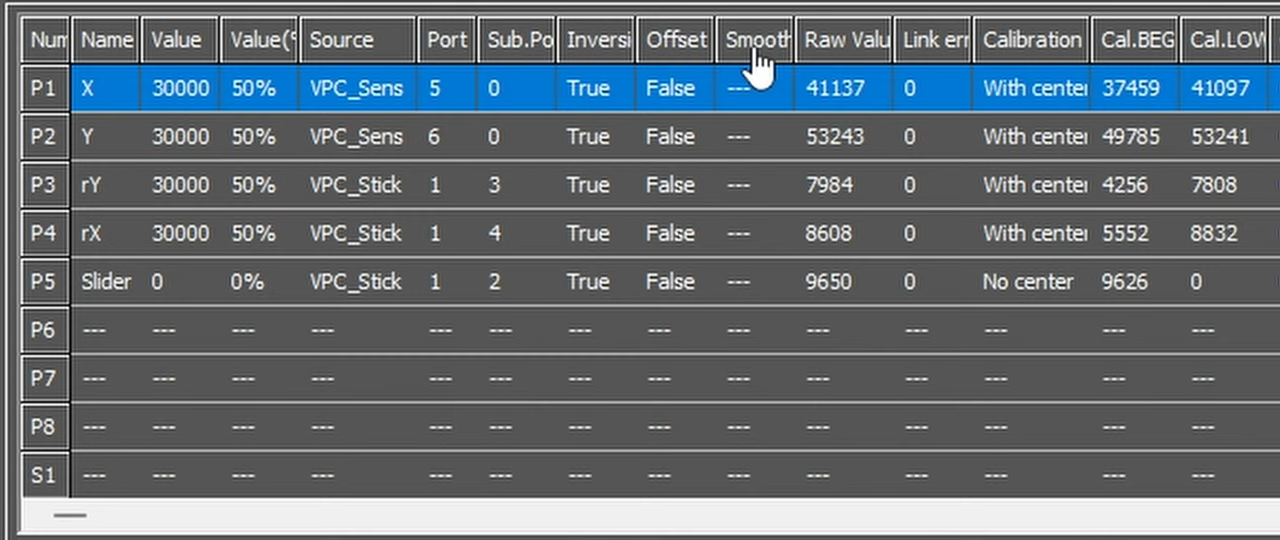 Num Name Value Value(% Source Port Sub.Po Inversi Offset Smooth Raw Valu Link err Calibration Cal.BEG Cal.LOW
P1 X 30000 50% VPC_Sens 5 0 True False --- 41137 0 With center 37459 41097
P2 Y 30000 50% VPC_Sens 6 0 True False --- 53243 0 With center 49785 53241
P3 rY 30000 50% VPC_Stick 1 3 True False --- 7984 0 With center 4256 7808
P4 rX 30000 50% VPC_Stick 1 4 True False --- 8608 0 With center 5552 8832
P5 Slider 0 0% VPC_Stick 1 2 True False --- 9650 0 No center 9626 0
P6 --- --- --- --- --- --- --- --- --- --- --- --- --- ---
P7 --- --- --- --- --- --- --- --- --- --- --- --- --- ---
P8 --- --- --- --- --- --- --- --- --- --- --- --- --- ---
S1 --- --- --- --- --- --- --- --- --- --- --- --- --- ---